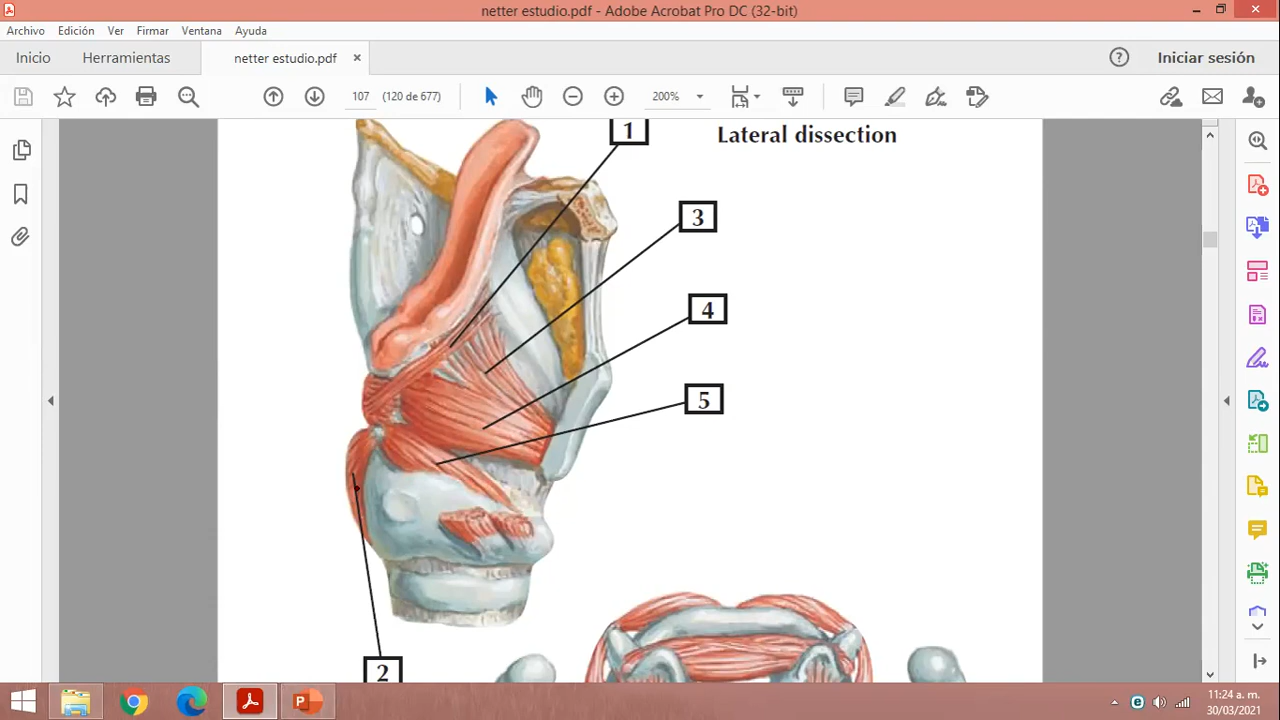 netter estudio.pdf - Adobe Acrobat Pro DC (32-bit)
Archivo Edición Ver Firmar Ventana Ayuda
Inicio Herramientas netter estudio.pdf × Iniciar sesión
107 (120 de 677) 200%
1
Lateral dissection
3
4
5
2
11:24 a. m.
30/03/2021